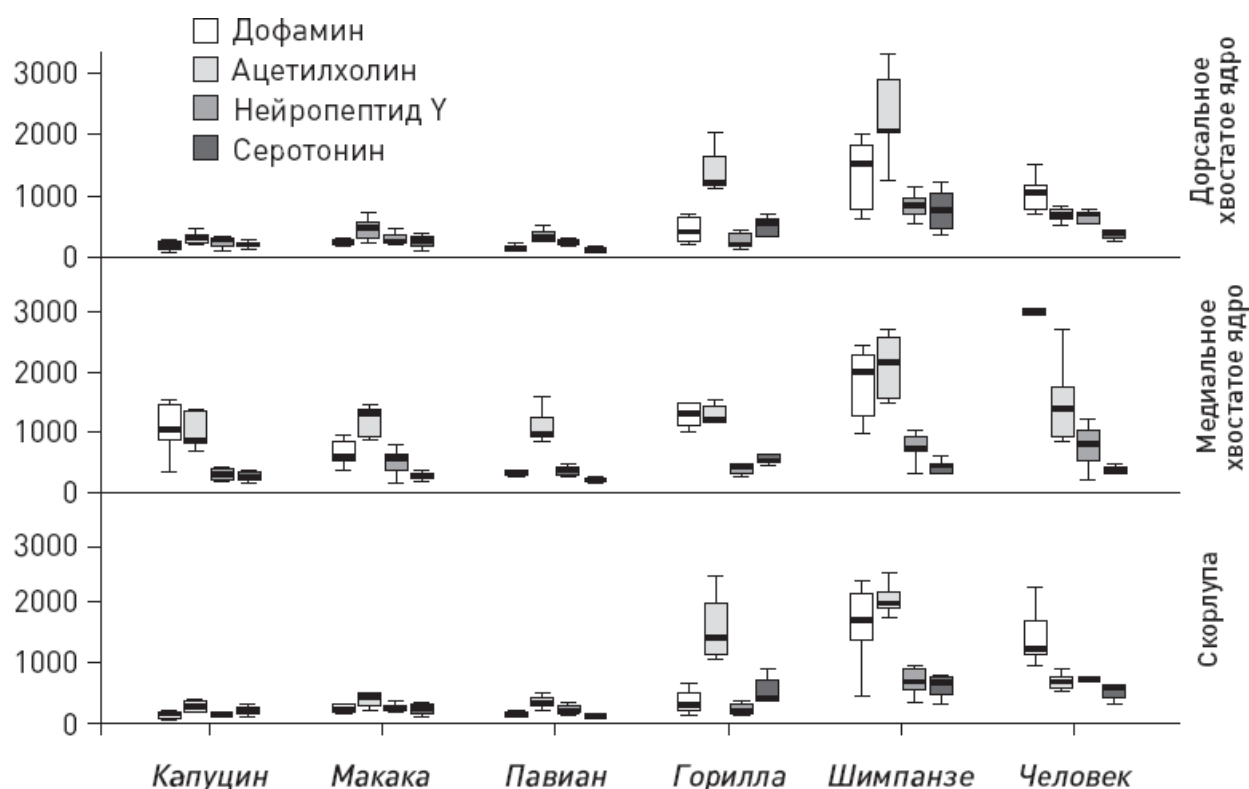 Дофамин
Ацетилхолин
Нейропептид Y
Серотонин
3000
2000
1000
0
Дорсальное
хвостатое ядро
3000
2000
1000
0
Медиальное
хвостатое ядро
3000
2000
1000
0
Скорлупа
Капуцин
Макака
Павиан
Горилла
Шимпанзе
Человек